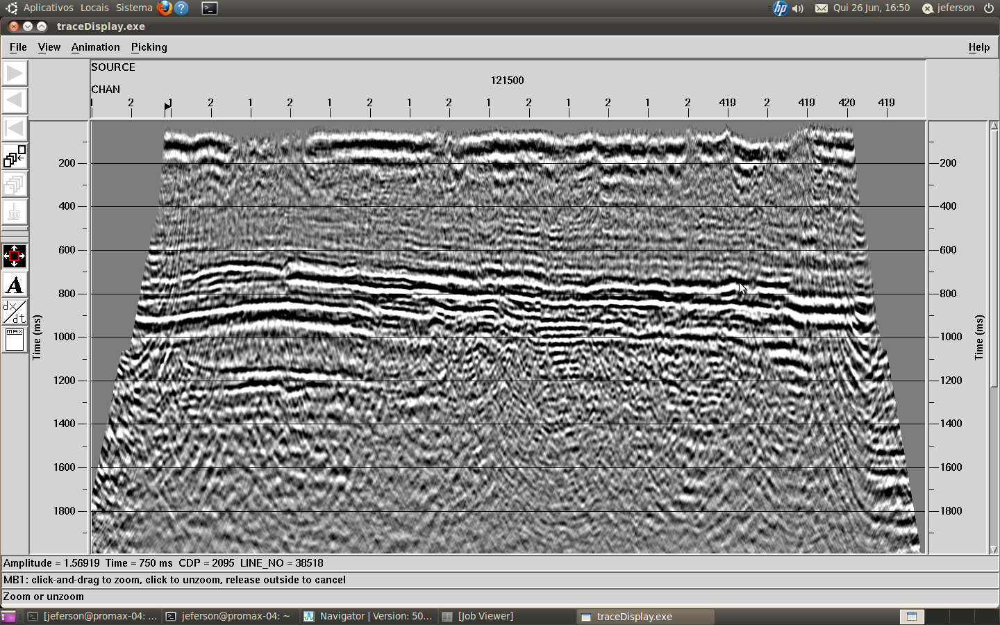 Aplicativos Locais Sistema ? hp Qui 26 Jun, 16:50 jeferson
traceDisplay.exe
File View Animation Picking Help
SOURCE
121500
CHAN
1 2 1 2 1 2 1 2 1 2 1 2 1 2 1 2 419 2 419 420 419
200 200
400 400
600 600
800 800
1000 1000
1200 1200
1400 1400
1600 1600
1800 1800
Time (ms) Time (ms)
A
dx/dt
MAX
Amplitude = 1.56919 Time = 750 ms CDP = 2095 LINE_NO = 38518
MB1: click-and-drag to zoom, click to unzoom, release outside to cancel
Zoom or unzoom
[jeferson@promax-04: ... jeferson@promax-04: ~ Navigator | Version: 50... [Job Viewer] traceDisplay.exe